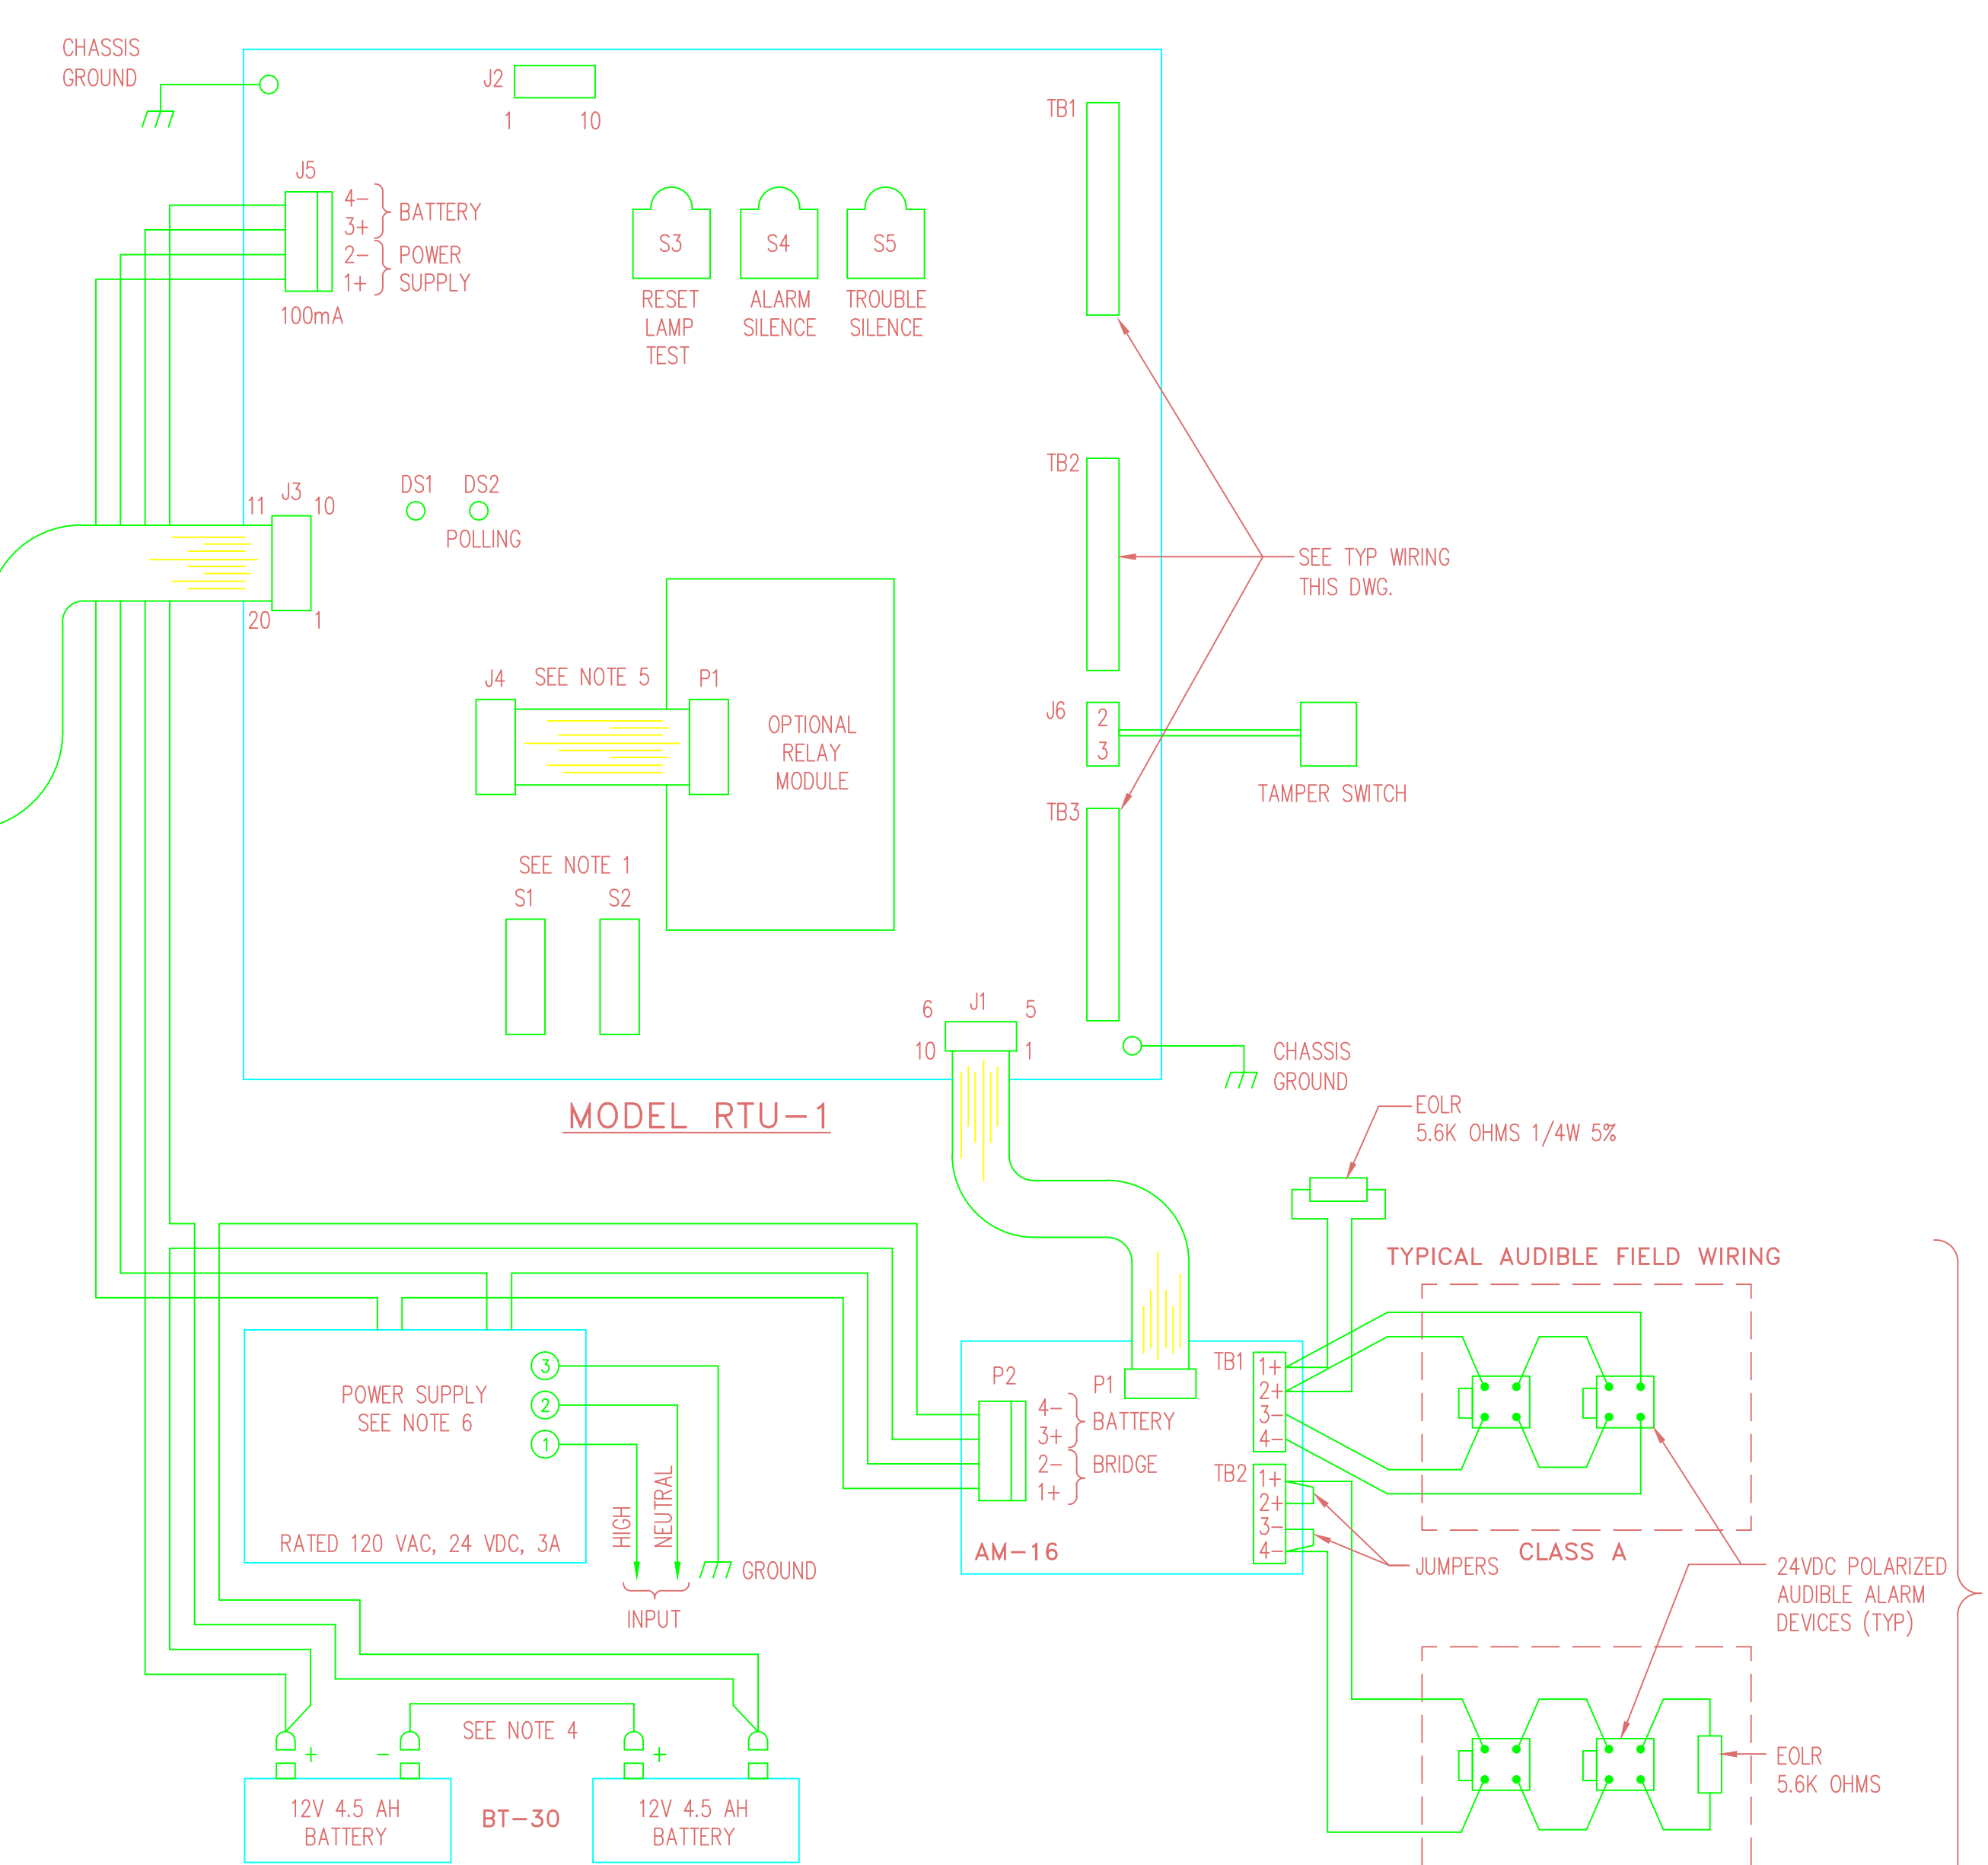 CHASSIS
GROUND
J2
1 10
TB1
J5
4-
3+
BATTERY
2-
1+
POWER
SUPPLY
100mA
S3
S4
S5
RESET
LAMP
TEST
ALARM
SILENCE
TROUBLE
SILENCE
TB2
DS1
DS2
POLLING
11
J3
10
20
1
SEE TYP WIRING
THIS DWG.
J4
SEE NOTE 5
P1
OPTIONAL
RELAY
MODULE
J6
2
3
TAMPER SWITCH
TB3
SEE NOTE 1
S1
S2
6
J1
5
10
1
CHASSIS
GROUND
MODEL RTU-1
EOLR
5.6K OHMS 1/4W 5%
TYPICAL AUDIBLE FIELD WIRING
POWER SUPPLY
SEE NOTE 6
3
2
1
HIGH
NEUTRAL
RATED 120 VAC, 24 VDC, 3A
GROUND
INPUT
P2
4-
3+
BATTERY
2-
1+
BRIDGE
P1
TB1
1+
2+
3-
4-
TB2
1+
2+
3-
4-
AM-16
JUMPERS
CLASS A
24VDC POLARIZED
AUDIBLE ALARM
DEVICES (TYP)
+
-
SEE NOTE 4
+
12V 4.5 AH
BATTERY
BT-30
12V 4.5 AH
BATTERY
EOLR
5.6K OHMS